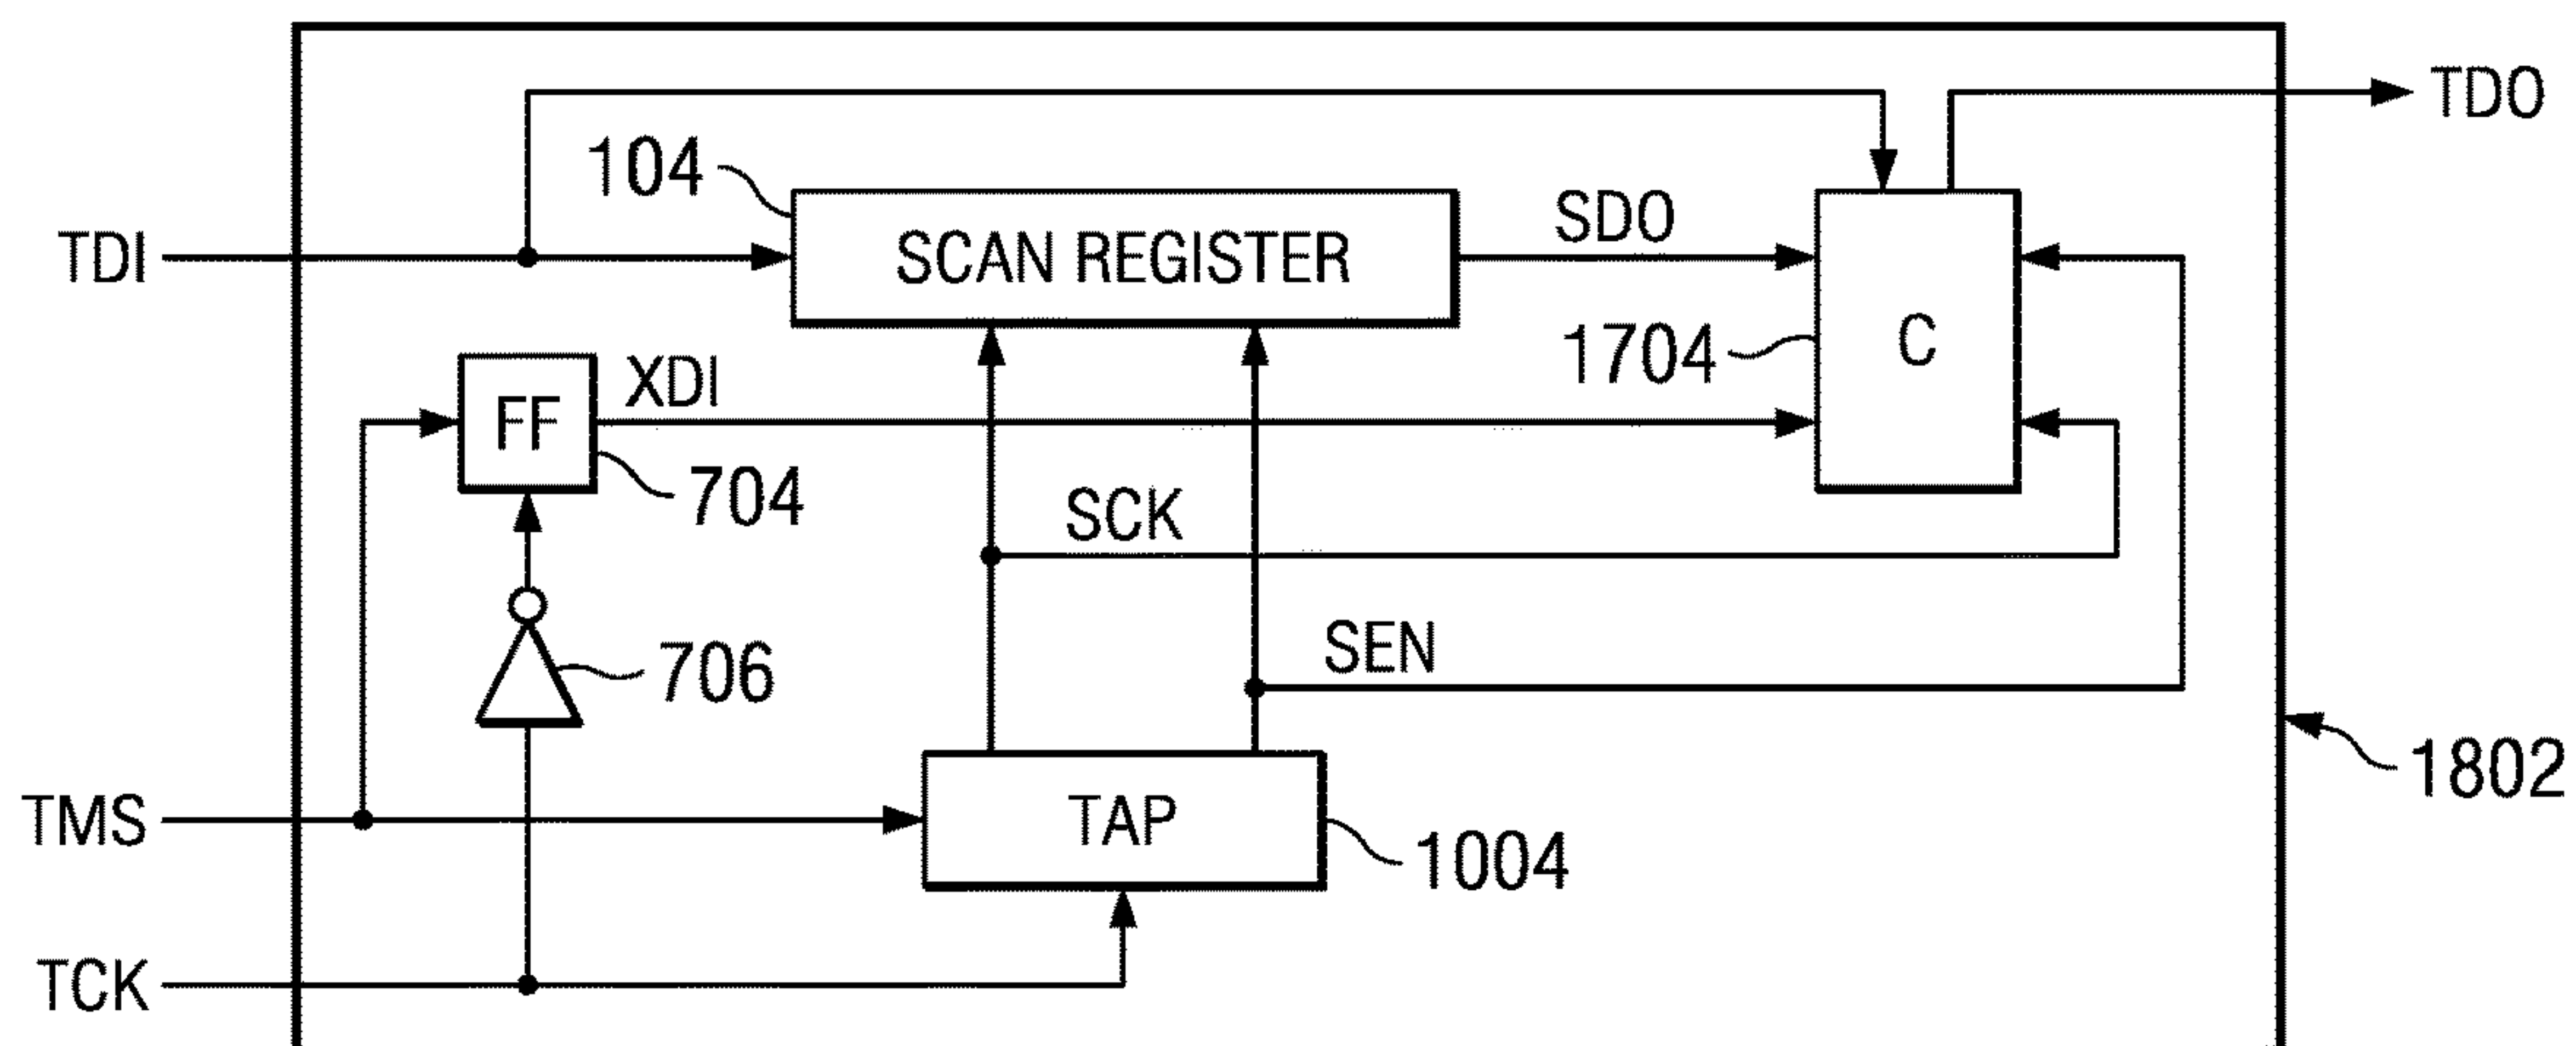 TDO
104
SDO
TDI
SCAN REGISTER
1704
C
XDI
FF
704
SCK
SEN
706
1802
TMS
TAP
1004
TCK